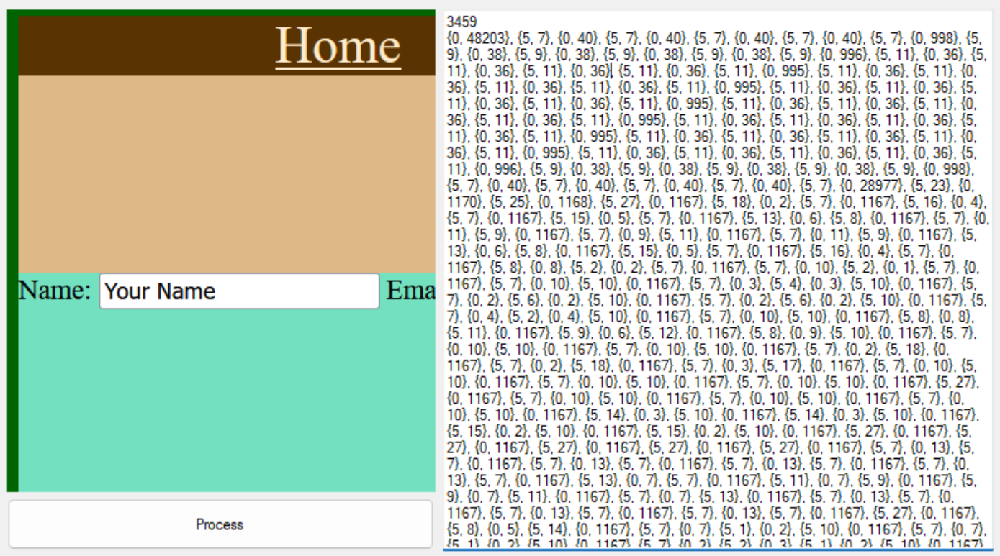 Home
Name: Your Name Ema
Process
3459
{0, 48203}, {5, 7}, {0, 40}, {5, 7}, {0, 40}, {5, 7}, {0, 40}, {5, 7}, {0, 40}, {5, 7}, {0, 998}, {5,
9}, {0, 38}, {5, 9}, {0, 38}, {5, 9}, {0, 38}, {5, 9}, {0, 38}, {5, 9}, {0, 996}, {5, 11}, {0, 36}, {5,
11}, {0, 36}, {5, 11}, {0, 36}, {5, 11}, {0, 36}, {5, 11}, {0, 995}, {5, 11}, {0, 36}, {5, 11}, {0,
36}, {5, 11}, {0, 36}, {5, 11}, {0, 36}, {5, 11}, {0, 995}, {5, 11}, {0, 36}, {5, 11}, {0, 36}, {5,
11}, {0, 36}, {5, 11}, {0, 36}, {5, 11}, {0, 995}, {5, 11}, {0, 36}, {5, 11}, {0, 36}, {5, 11}, {0,
36}, {5, 11}, {0, 36}, {5, 11}, {0, 995}, {5, 11}, {0, 36}, {5, 11}, {0, 36}, {5, 11}, {0, 36}, {5,
11}, {0, 36}, {5, 11}, {0, 995}, {5, 11}, {0, 36}, {5, 11}, {0, 36}, {5, 11}, {0, 36}, {5, 11}, {0,
36}, {5, 11}, {0, 995}, {5, 11}, {0, 36}, {5, 11}, {0, 36}, {5, 11}, {0, 36}, {5, 11}, {0, 36}, {5,
11}, {0, 996}, {5, 9}, {0, 38}, {5, 9}, {0, 38}, {5, 9}, {0, 38}, {5, 9}, {0, 38}, {5, 9}, {0, 998},
{5, 7}, {0, 40}, {5, 7}, {0, 40}, {5, 7}, {0, 40}, {5, 7}, {0, 40}, {5, 7}, {0, 28977}, {5, 23}, {0,
1170}, {5, 25}, {0, 1168}, {5, 27}, {0, 1167}, {5, 18}, {0, 2}, {5, 7}, {0, 1167}, {5, 16}, {0, 4},
{5, 7}, {0, 1167}, {5, 15}, {0, 5}, {5, 7}, {0, 1167}, {5, 13}, {0, 6}, {5, 8}, {0, 1167}, {5, 7}, {0,
11}, {5, 9}, {0, 1167}, {5, 7}, {0, 9}, {5, 11}, {0, 1167}, {5, 7}, {0, 11}, {5, 9}, {0, 1167}, {5,
13}, {0, 6}, {5, 8}, {0, 1167}, {5, 15}, {0, 5}, {5, 7}, {0, 1167}, {5, 16}, {0, 4}, {5, 7}, {0,
1167}, {5, 8}, {0, 8}, {5, 2}, {0, 2}, {5, 7}, {0, 1167}, {5, 7}, {0, 10}, {5, 2}, {0, 1}, {5, 7}, {0,
1167}, {5, 7}, {0, 10}, {5, 10}, {0, 1167}, {5, 7}, {0, 3}, {5, 4}, {0, 3}, {5, 10}, {0, 1167}, {5,
7}, {0, 2}, {5, 6}, {0, 2}, {5, 10}, {0, 1167}, {5, 7}, {0, 2}, {5, 6}, {0, 2}, {5, 10}, {0, 1167}, {5,
7}, {0, 4}, {5, 2}, {0, 4}, {5, 10}, {0, 1167}, {5, 7}, {0, 10}, {5, 10}, {0, 1167}, {5, 8}, {0, 8},
{5, 11}, {0, 1167}, {5, 9}, {0, 6}, {5, 12}, {0, 1167}, {5, 8}, {0, 9}, {5, 10}, {0, 1167}, {5, 7},
{0, 10}, {5, 10}, {0, 1167}, {5, 7}, {0, 10}, {5, 10}, {0, 1167}, {5, 7}, {0, 2}, {5, 18}, {0,
1167}, {5, 7}, {0, 2}, {5, 18}, {0, 1167}, {5, 7}, {0, 3}, {5, 17}, {0, 1167}, {5, 7}, {0, 10}, {5,
10}, {0, 1167}, {5, 7}, {0, 10}, {5, 10}, {0, 1167}, {5, 7}, {0, 10}, {5, 10}, {0, 1167}, {5, 27},
{0, 1167}, {5, 7}, {0, 10}, {5, 10}, {0, 1167}, {5, 7}, {0, 10}, {5, 10}, {0, 1167}, {5, 7}, {0,
10}, {5, 10}, {0, 1167}, {5, 14}, {0, 3}, {5, 10}, {0, 1167}, {5, 14}, {0, 3}, {5, 10}, {0, 1167},
{5, 15}, {0, 2}, {5, 10}, {0, 1167}, {5, 15}, {0, 2}, {5, 10}, {0, 1167}, {5, 27}, {0, 1167}, {5,
27}, {0, 1167}, {5, 27}, {0, 1167}, {5, 27}, {0, 1167}, {5, 27}, {0, 1167}, {5, 7}, {0, 13}, {5,
7}, {0, 1167}, {5, 7}, {0, 13}, {5, 7}, {0, 1167}, {5, 7}, {0, 13}, {5, 7}, {0, 1167}, {5, 7}, {0,
13}, {5, 7}, {0, 1167}, {5, 13}, {0, 7}, {5, 7}, {0, 1167}, {5, 11}, {0, 7}, {5, 9}, {0, 1167}, {5,
9}, {0, 7}, {5, 11}, {0, 1167}, {5, 7}, {0, 7}, {5, 13}, {0, 1167}, {5, 7}, {0, 13}, {5, 7}, {0,
1167}, {5, 7}, {0, 13}, {5, 7}, {0, 1167}, {5, 7}, {0, 13}, {5, 7}, {0, 1167}, {5, 27}, {0, 1167},
{5, 8}, {0, 5}, {5, 14}, {0, 1167}, {5, 7}, {0, 7}, {5, 1}, {0, 2}, {5, 10}, {0, 1167}, {5, 7}, {0, 7},
{5, 1}, {0, 2}, {5, 10}, {0, 1167}, {5, 7}, {0, 2}, {5, 2}, {0, 3}, {5, 1}, {0, 2}, {5, 10}, {0, 1167},